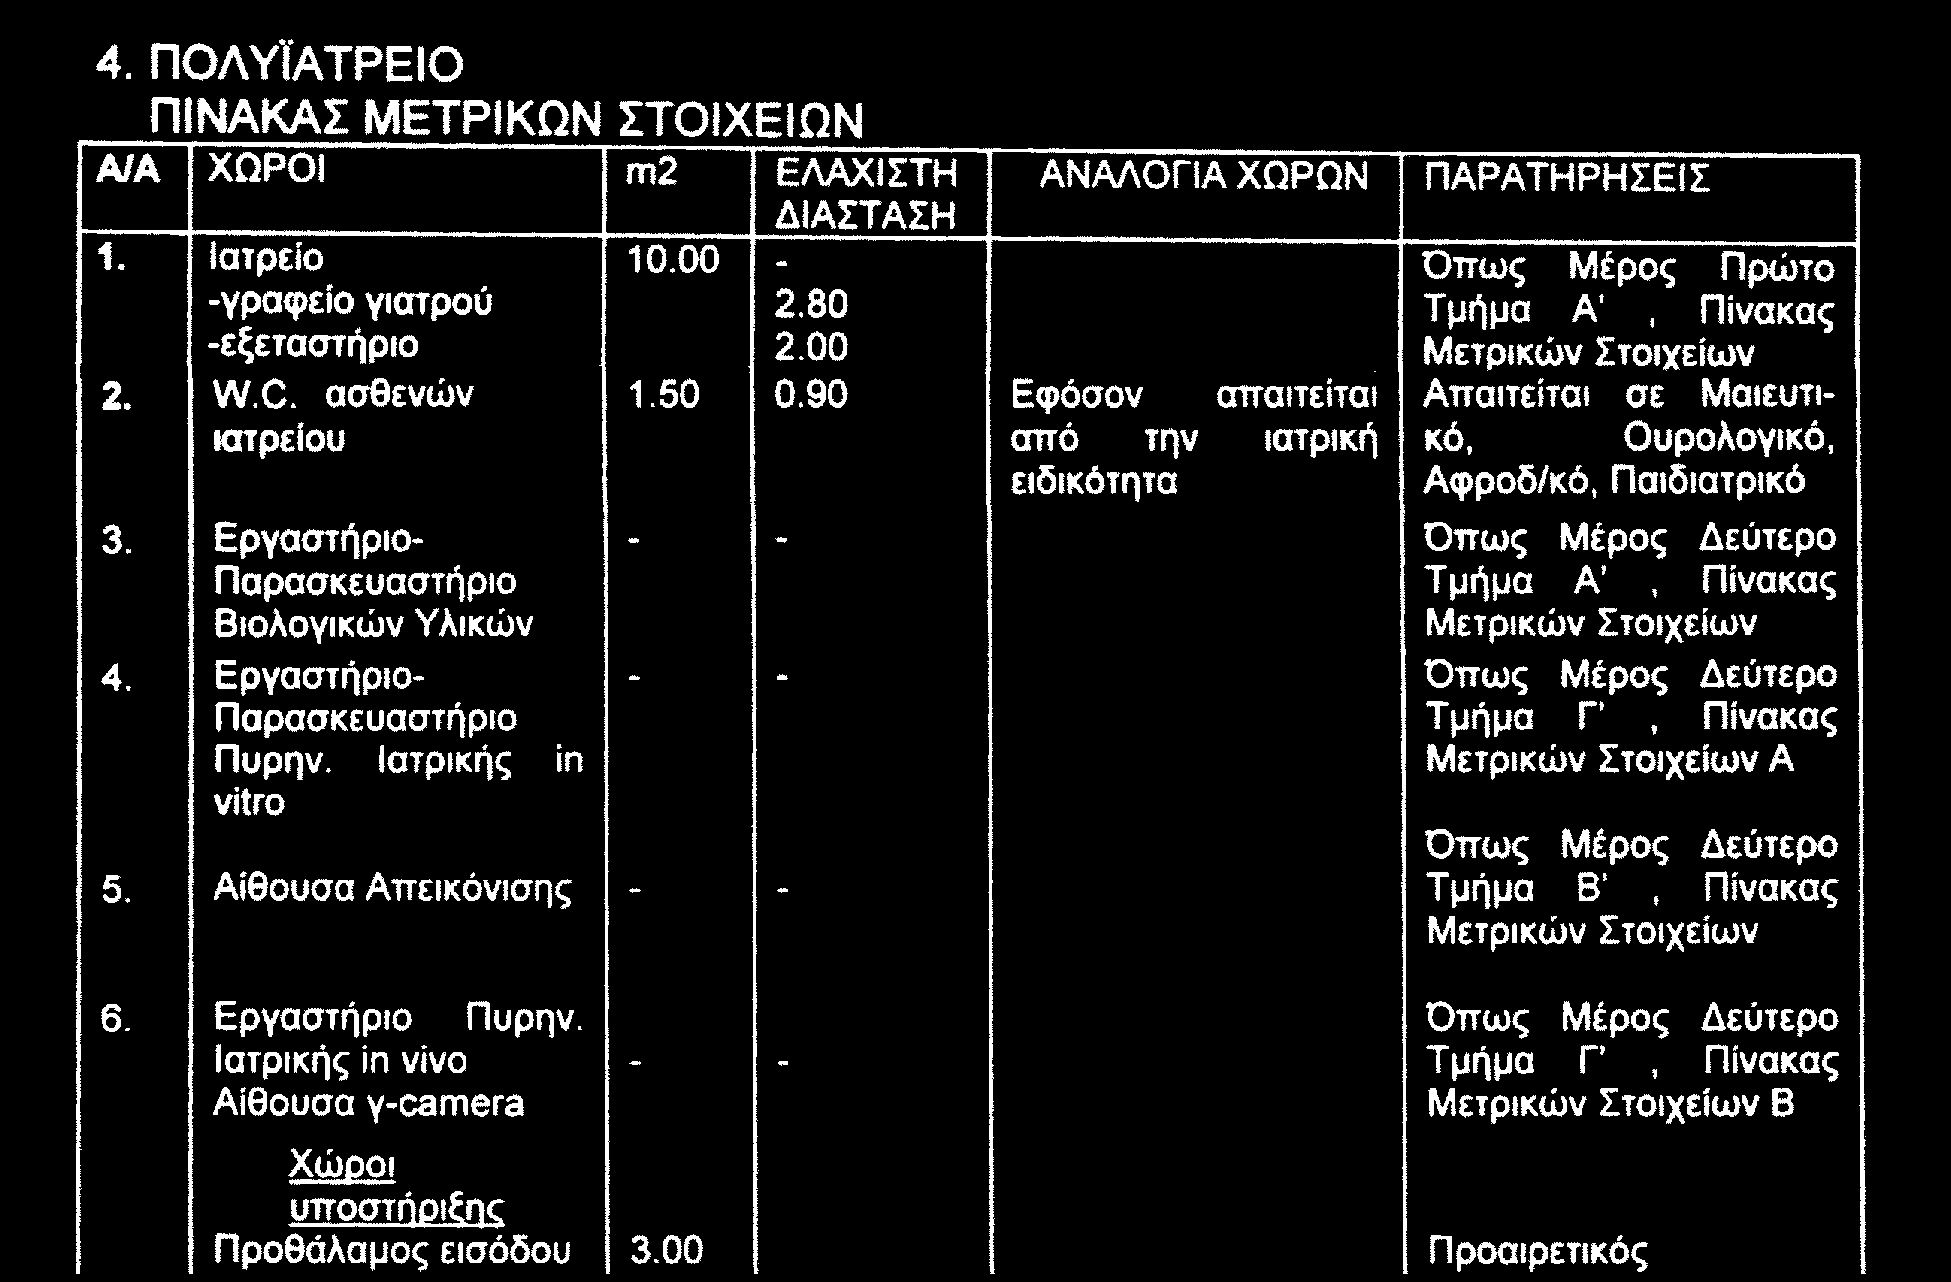 4. ΠΟΛΥΪΑΤΡΕΙΟ
ΠΙΝΑΚΑΣ ΜΕΤΡΙΚΩΝ ΣΤΟΙΧΕΙΩΝ
Α/Α ΧΩΡΟΙ m2 ΕΛΑΧΙΣΤΗ ΑΝΑΛΟΓΙΑ ΧΩΡΩΝ ΠΑΡΑΤΗΡΗΣΕΙΣ
ΔΙΑΣΤΑΣΗ
1. Ιατρείο 10.00 - Όπως Μέρος Πρώτο
-γραφείο γιατρού 2.80 Τμήμα Α' , Πίνακας
-εξεταστήριο 2.00 Μετρικών Στοιχείων
2. W.C. ασθενών 1.50 0.90 Εφόσον απαιτείται Απαιτείται σε Μαιευτι-
ιατρείου από την ιατρική κό, Ουρολογικό,
ειδικότητα Αφροδ/κό, Παιδιατρικό
3. Εργαστήριο- - - Όπως Μέρος Δεύτερο
Παρασκευαστήριο Τμήμα Α' , Πίνακας
Βιολογικών Υλικών Μετρικών Στοιχείων
4. Εργαστήριο- - - Όπως Μέρος Δεύτερο
Παρασκευαστήριο Τμήμα Γ' , Πίνακας
Πυρην. Ιατρικής in Μετρικών Στοιχείων Α
vitro
Όπως Μέρος Δεύτερο
5. Αίθουσα Απεικόνισης - - Τμήμα Β' , Πίνακας
Μετρικών Στοιχείων
6. Εργαστήριο Πυρην. Όπως Μέρος Δεύτερο
Ιατρικής in vivo - - Τμήμα Γ' , Πίνακας
Αίθουσα γ-camera Μετρικών Στοιχείων Β
Χώροι
υποστήριξης
Προθάλαμος εισόδου 3.00 Προαιρετικός